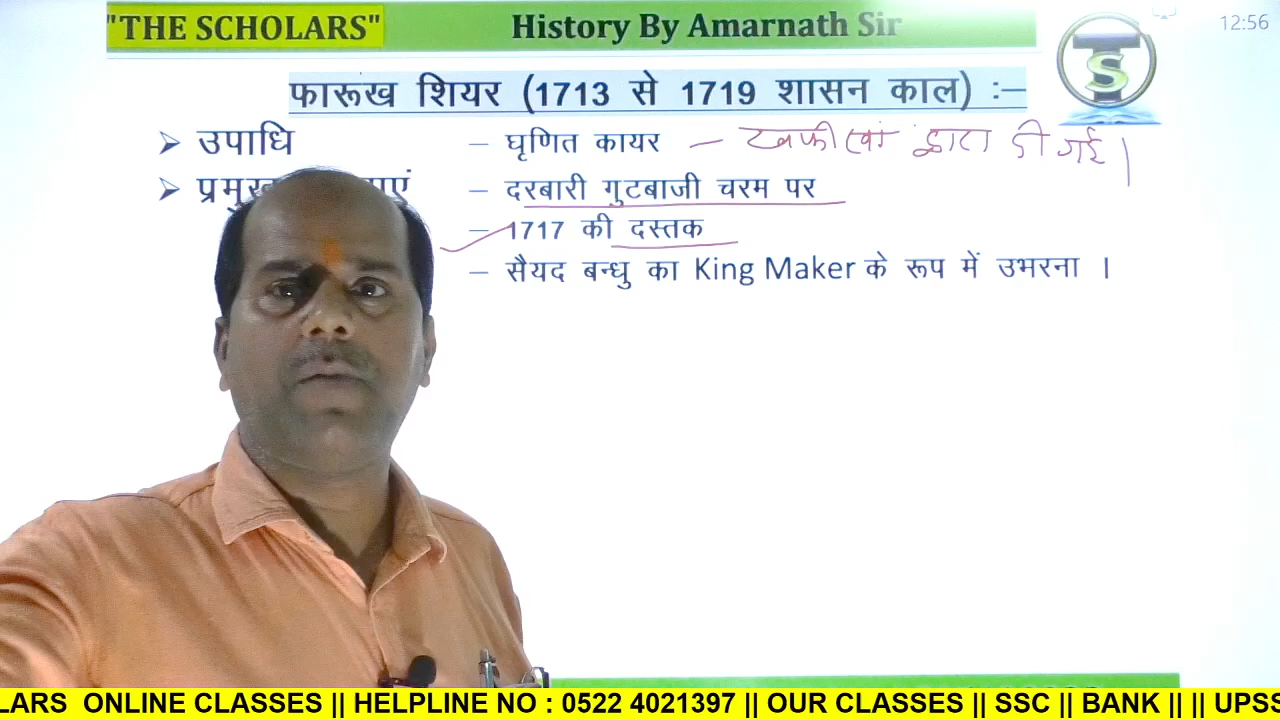 "THE SCHOLARS" History By Amarnath Sir
12:56
TS
फारूख शियर (1713 से 1719 शासन काल) :–
➤ उपाधि – घृणित कायर – खफी खां द्वारा दी गई।
➤ प्रमुख – दरबारी गुटबाजी चरम पर
– 1717 की दस्तक
– सैयद बन्धु का King Maker के रूप में उभरना ।
LARS ONLINE CLASSES || HELPLINE NO : 0522 4021397 || OUR CLASSES || SSC || BANK || || UPSS